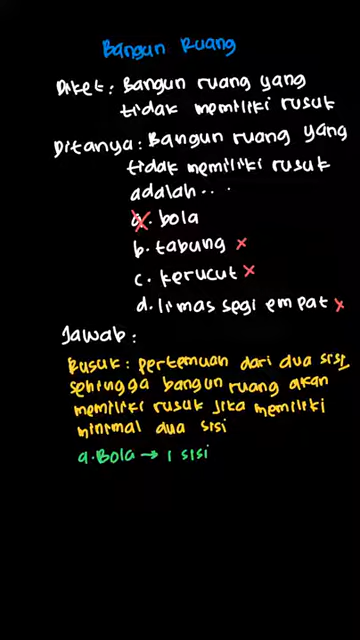 Bangun Ruang
Diket : Bangun ruang yang
tidak memiliki rusuk
Ditanya : Bangun ruang yang
tidak memiliki rusuk
adalah . . .
a. bola
b. tabung x
c. kerucut x
d. limas segi empat x
Jawab :
Rusuk : pertemuan dari dua sisi,
sehingga bangun ruang akan
memiliki rusuk jika memiliki
minimal dua sisi
a. Bola → 1 sisi